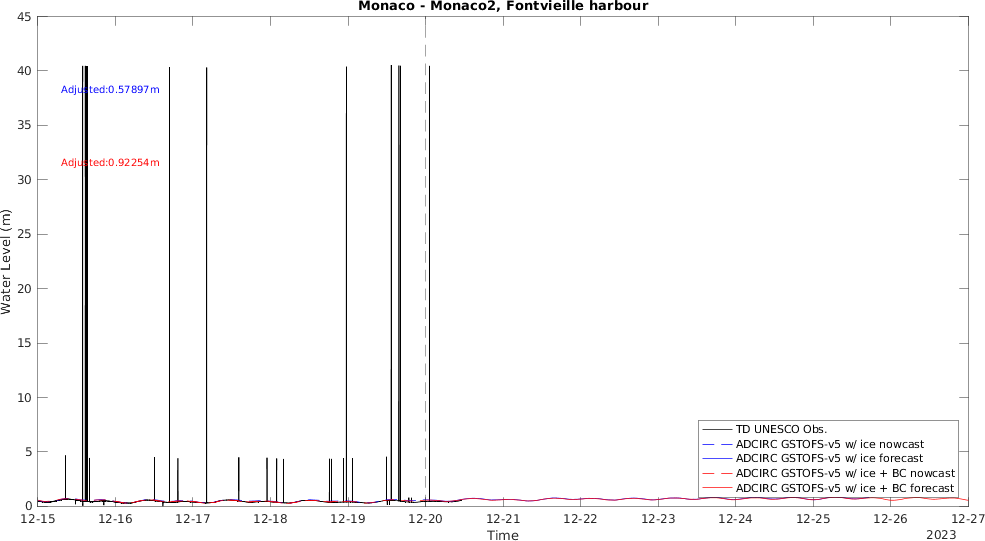 Monaco - Monaco2, Fontvieille harbour
45
40
35
30
25
20
15
10
5
0
Water Level (m)
Adjusted:0.57897m
Adjusted:0.92254m
TD UNESCO Obs.
ADCIRC GSTOFS-v5 w/ ice nowcast
ADCIRC GSTOFS-v5 w/ ice forecast
ADCIRC GSTOFS-v5 w/ ice + BC nowcast
ADCIRC GSTOFS-v5 w/ ice + BC forecast
12-15 12-16 12-17 12-18 12-19 12-20 12-21 12-22 12-23 12-24 12-25 12-26 12-27
Time
2023